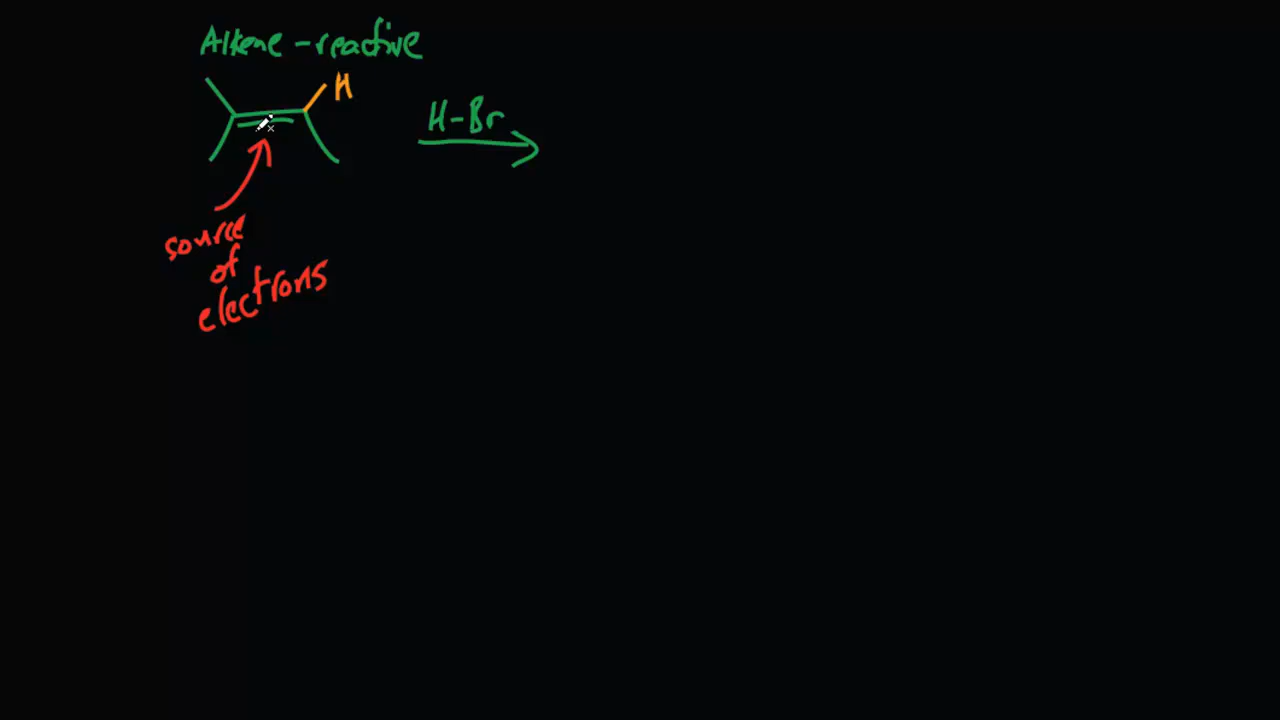 Alkene - reactive
H
H-Br
source
of
electrons